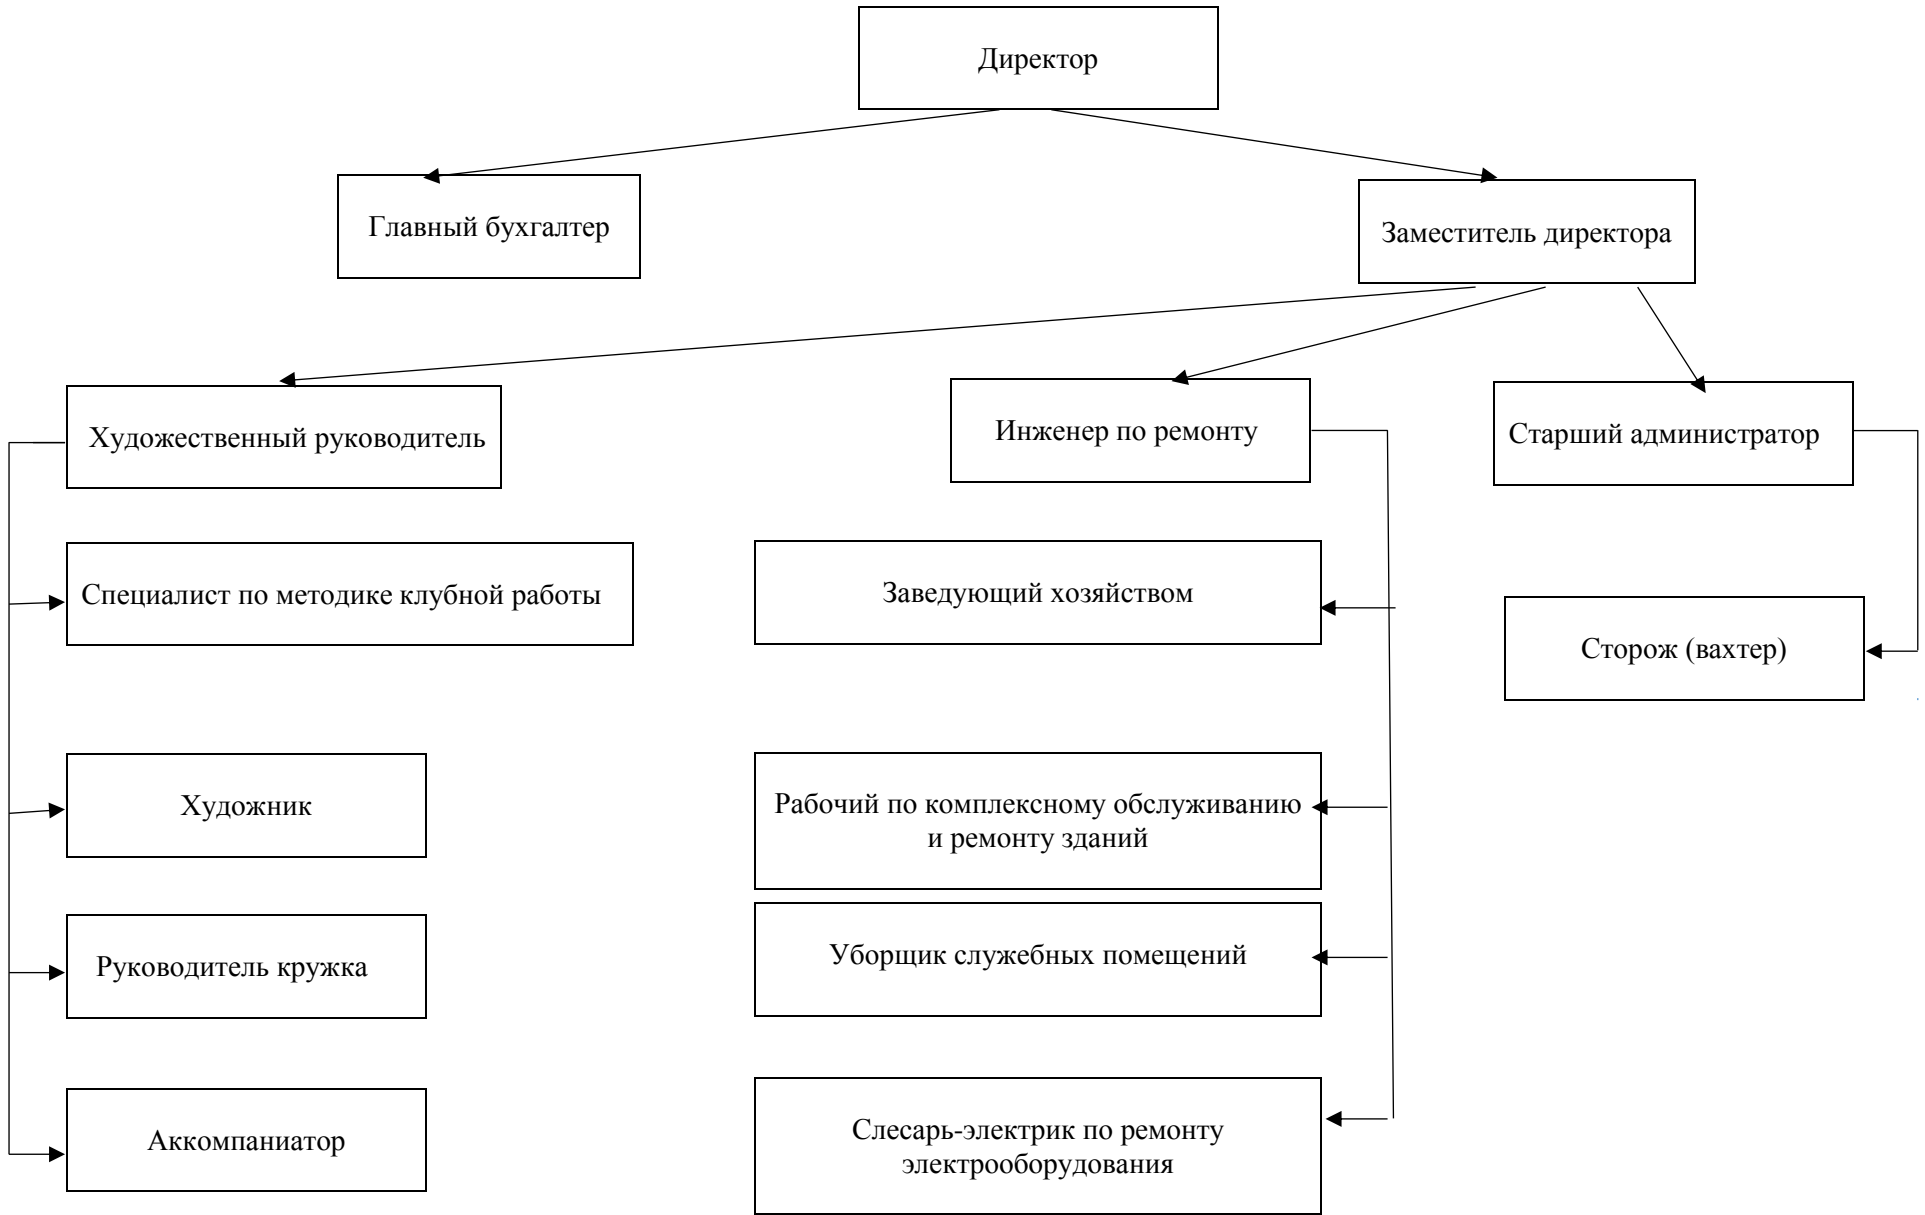 Директор
Главный бухгалтер
Заместитель директора
Художественный руководитель
Инженер по ремонту
Старший администратор
Специалист по методике клубной работы
Заведующий хозяйством
Сторож (вахтер)
Художник
Рабочий по комплексному обслуживанию
и ремонту зданий
Руководитель кружка
Уборщик служебных помещений
Аккомпаниатор
Слесарь-электрик по ремонту
электрооборудования